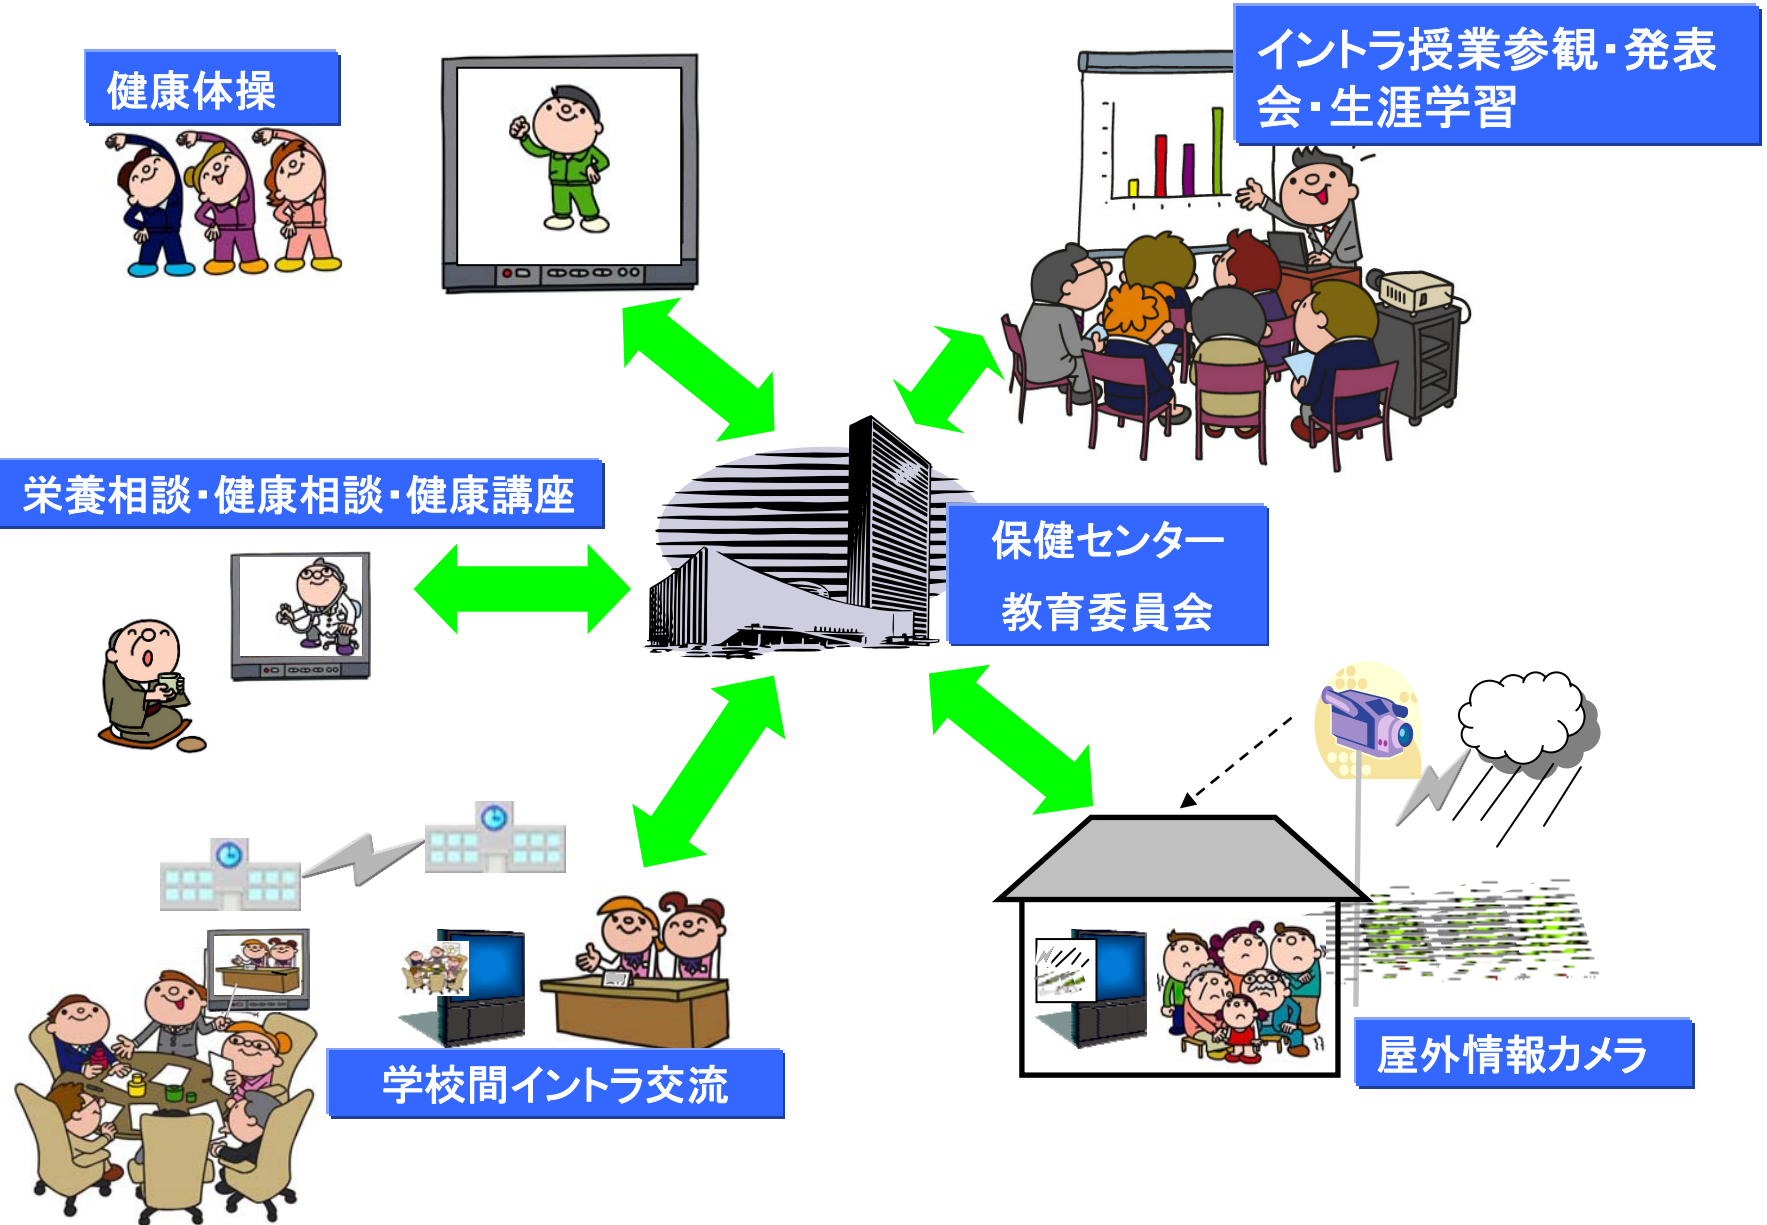 健康体操
イントラ授業参観・発表
会・生涯学習
栄養相談・健康相談・健康講座
保健センター
教育委員会
学校間イントラ交流
屋外情報カメラ